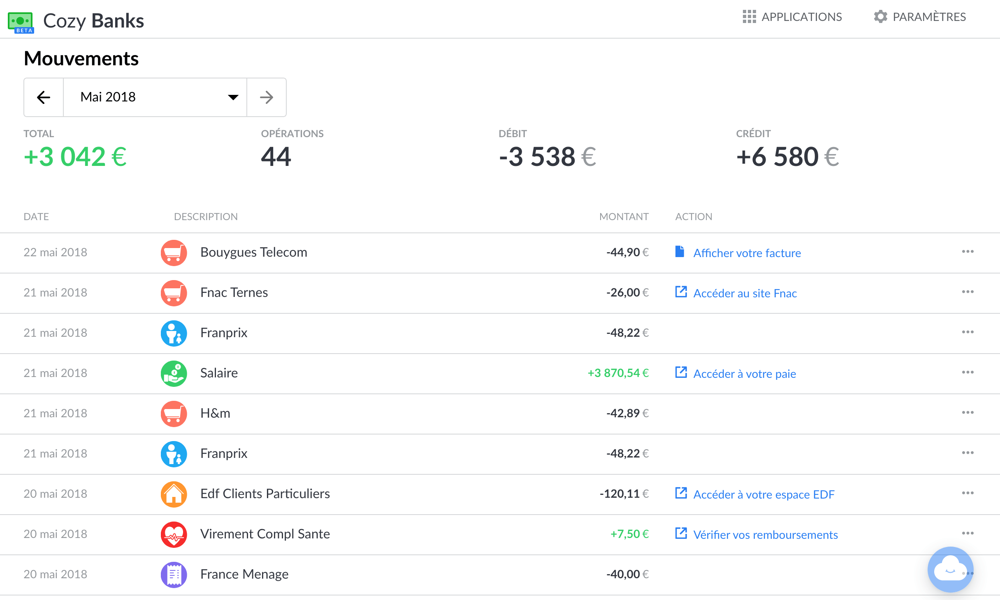 Cozy Banks
BETA
APPLICATIONS
PARAMÈTRES
Mouvements
Mai 2018
TOTAL OPÉRATIONS DÉBIT CRÉDIT
+3 042 € 44 -3 538 € +6 580 €
DATE DESCRIPTION MONTANT ACTION
22 mai 2018 Bouygues Telecom -44,90 € Afficher votre facture
21 mai 2018 Fnac Ternes -26,00 € Accéder au site Fnac
21 mai 2018 Franprix -48,22 €
21 mai 2018 Salaire +3 870,54 € Accéder à votre paie
21 mai 2018 H&m -42,89 €
21 mai 2018 Franprix -48,22 €
20 mai 2018 Edf Clients Particuliers -120,11 € Accéder à votre espace EDF
20 mai 2018 Virement Compl Sante +7,50 € Vérifier vos remboursements
20 mai 2018 France Menage -40,00 €